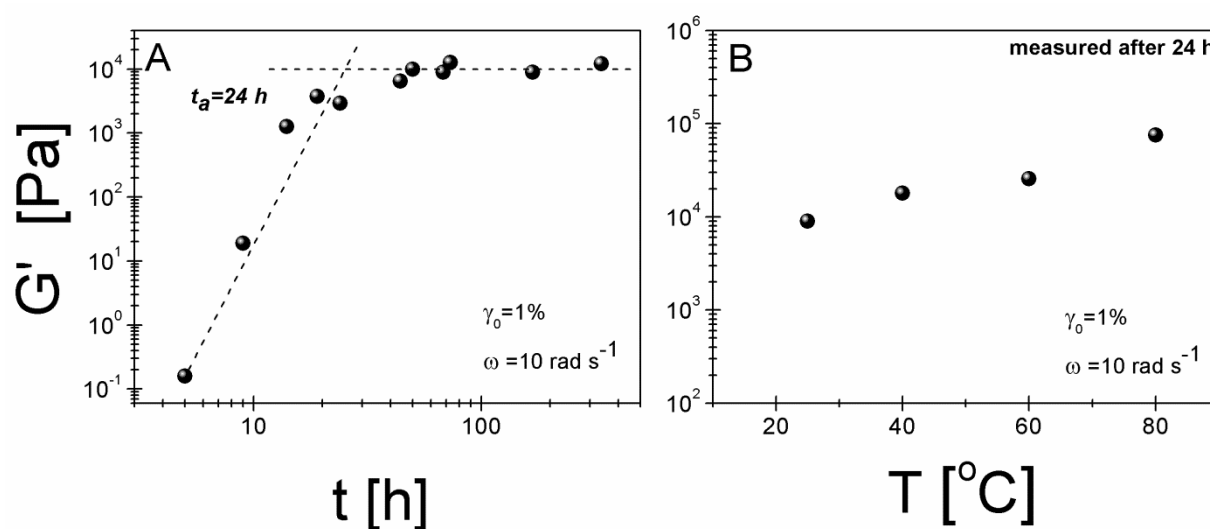 A
t_a=24 h
G' [Pa]
10^4
10^3
10^2
10^1
10^0
10^-1
γ_0=1%
ω =10 rad s^-1
10
100
t [h]
B
measured after 24 h
10^6
10^5
10^4
10^3
10^2
γ_0=1%
ω =10 rad s^-1
20
40
60
80
T [°C]